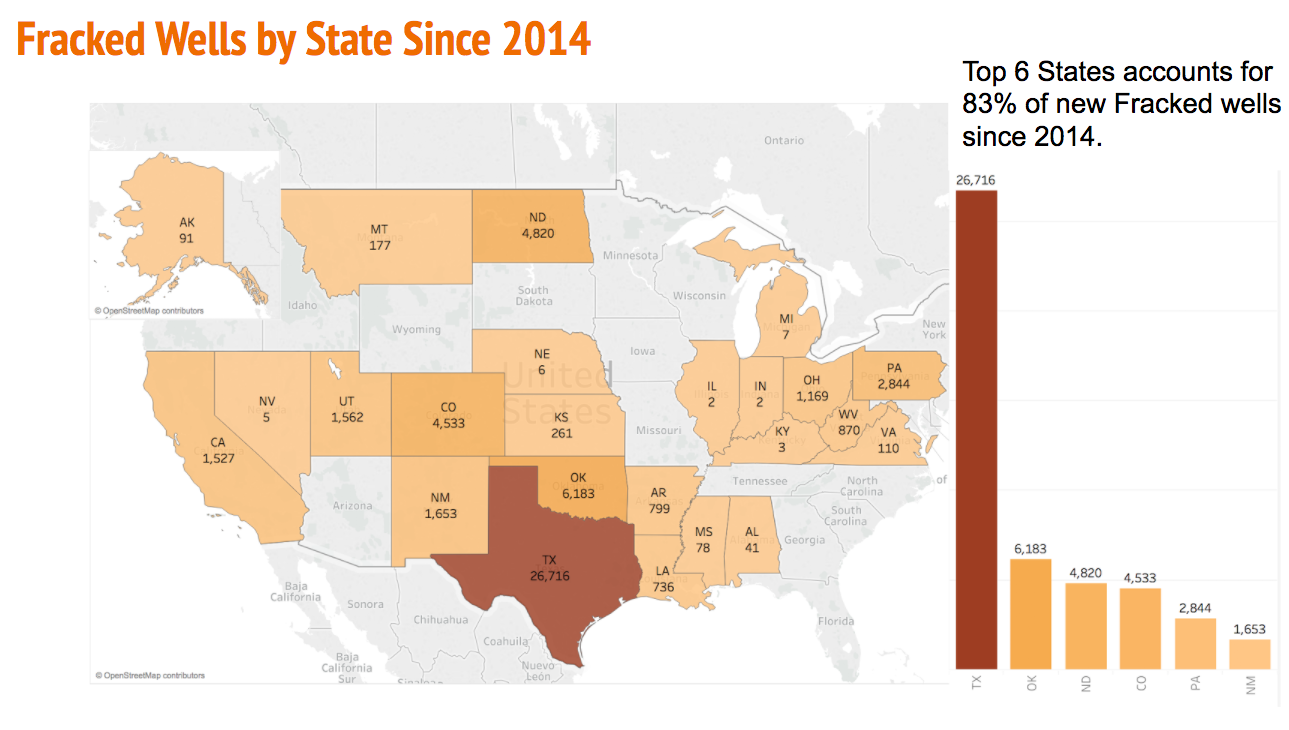 Fracked Wells by State Since 2014
Top 6 States accounts for
83% of new Fracked wells
since 2014.
Ontario
AK
91
© OpenStreetMap contributors
MT
177
ND
4,820
Minnesota
Idaho
South
Dakota
Wisconsin
Wyoming
MI
7
New
York
Iowa
United
States
NE
6
PA
2,844
NV
5
UT
1,562
CO
4,533
KS
261
IL
2
IN
2
OH
1,169
WV
870
VA
110
KY
3
Missouri
CA
1,527
Arizona
NM
1,653
OK
6,183
AR
799
Tennessee
North
Carolina
of
South
Carolina
MS
78
AL
41
Georgia
TX
26,716
LA
736
Baja
California
Sonora
Chihuahua
Coahuila
Florida
Baja
California
Sur
Sinaloa
Nuevo
León
© OpenStreetMap contributors
26,716
6,183
4,820
4,533
2,844
1,653
TX
OK
ND
CO
PA
NM